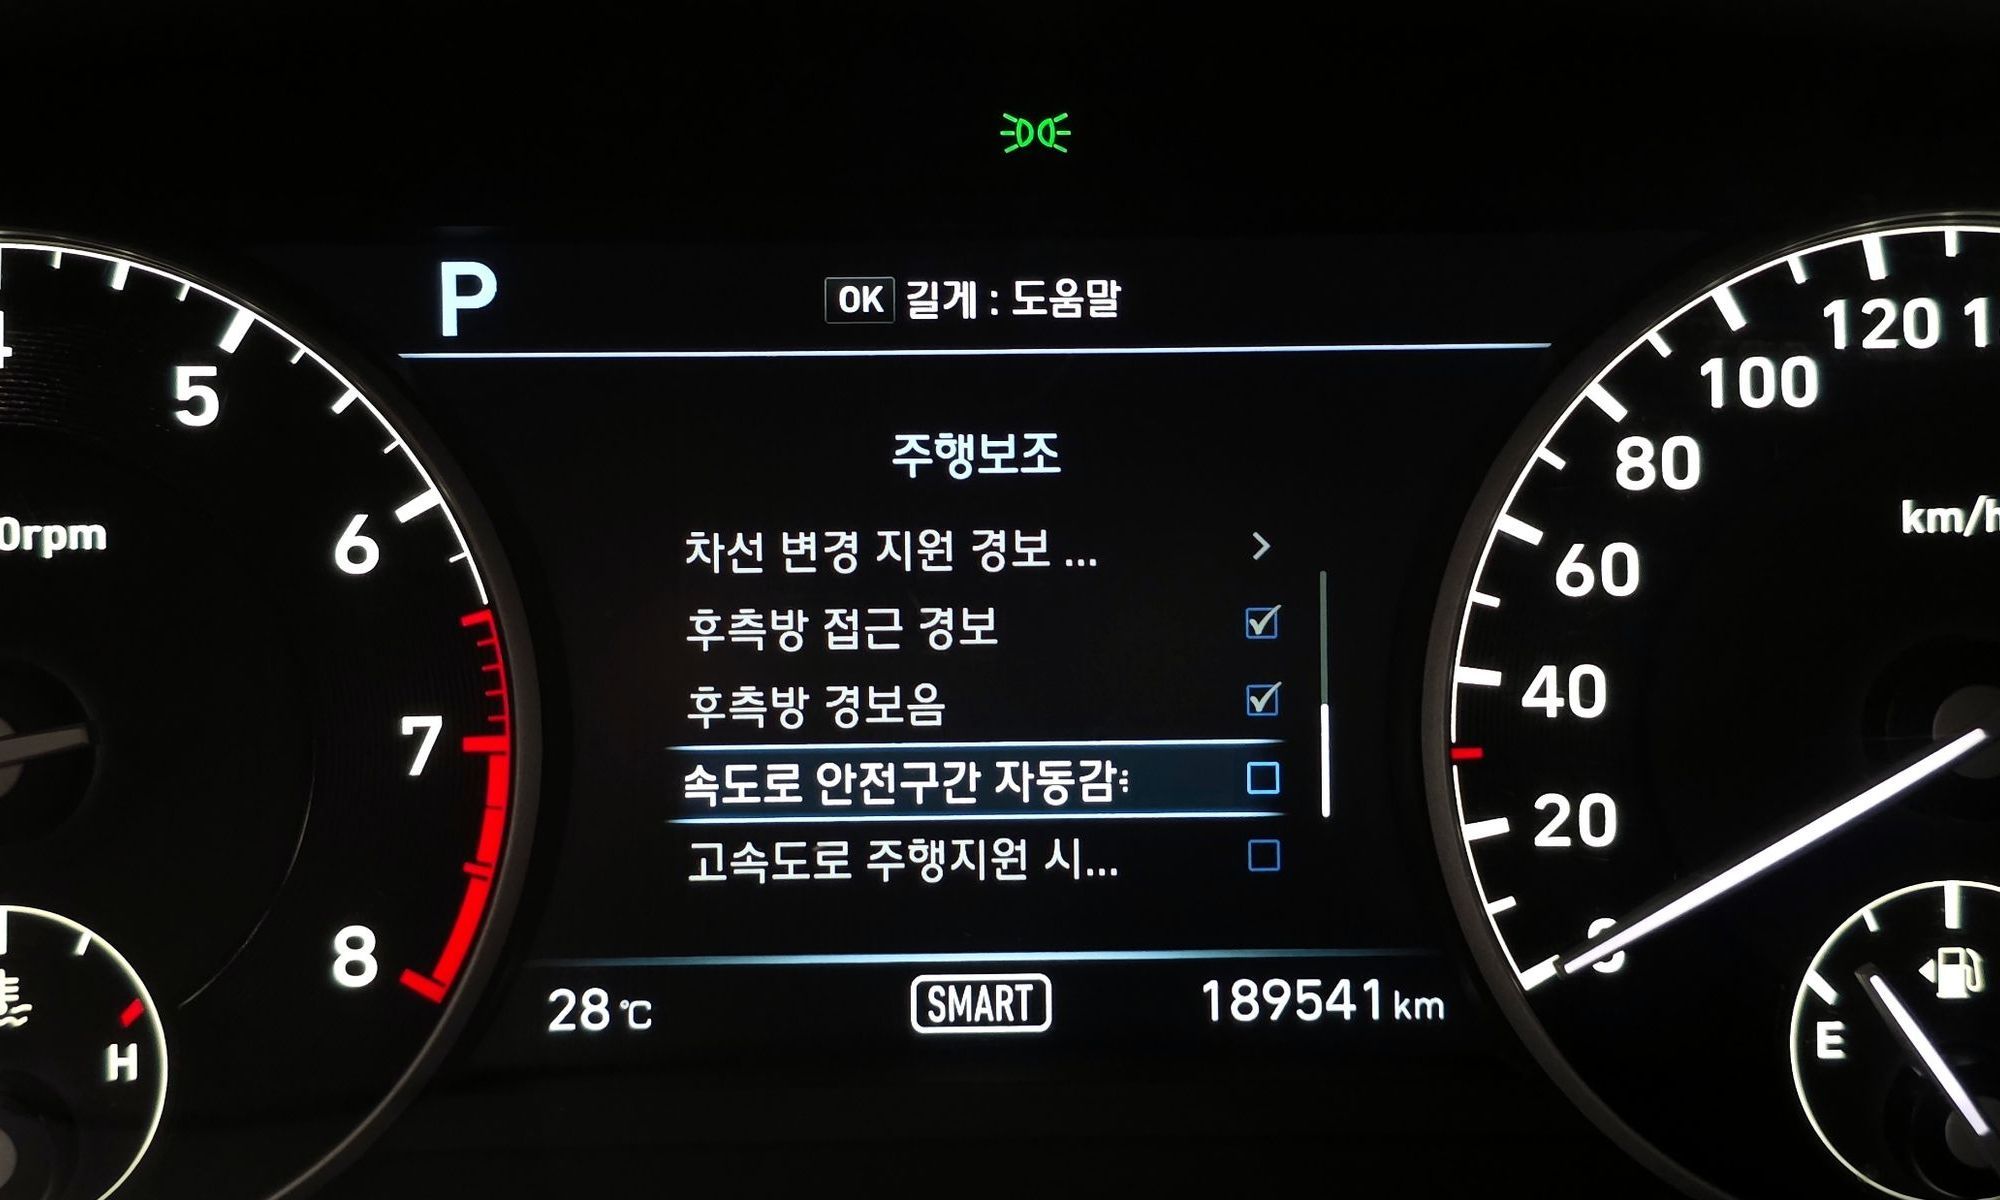 P
OK 길게 : 도움말
주행보조
차선 변경 지원 경보 ...
후측방 접근 경보
후측방 경보음
속도로 안전구간 자동감
고속도로 주행지원 시...
28 ℃
SMART
189541 km
5
6
7
8
0rpm
H
120
100
80
60
40
20
km/h
E